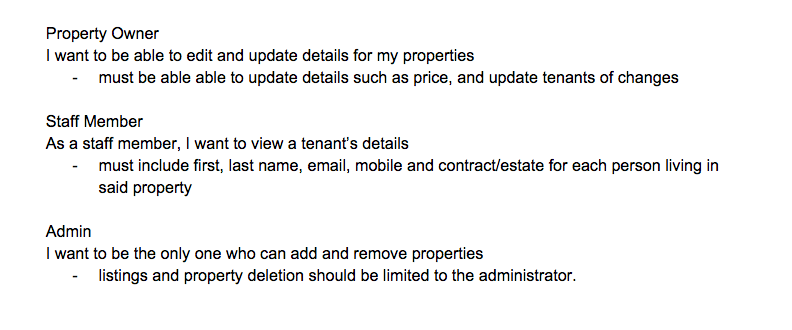 Property Owner
I want to be able to edit and update details for my properties
- must be able able to update details such as price, and update tenants of changes
Staff Member
As a staff member, I want to view a tenant's details
- must include first, last name, email, mobile and contract/estate for each person living in
said property
Admin
I want to be the only one who can add and remove properties
- listings and property deletion should be limited to the administrator.